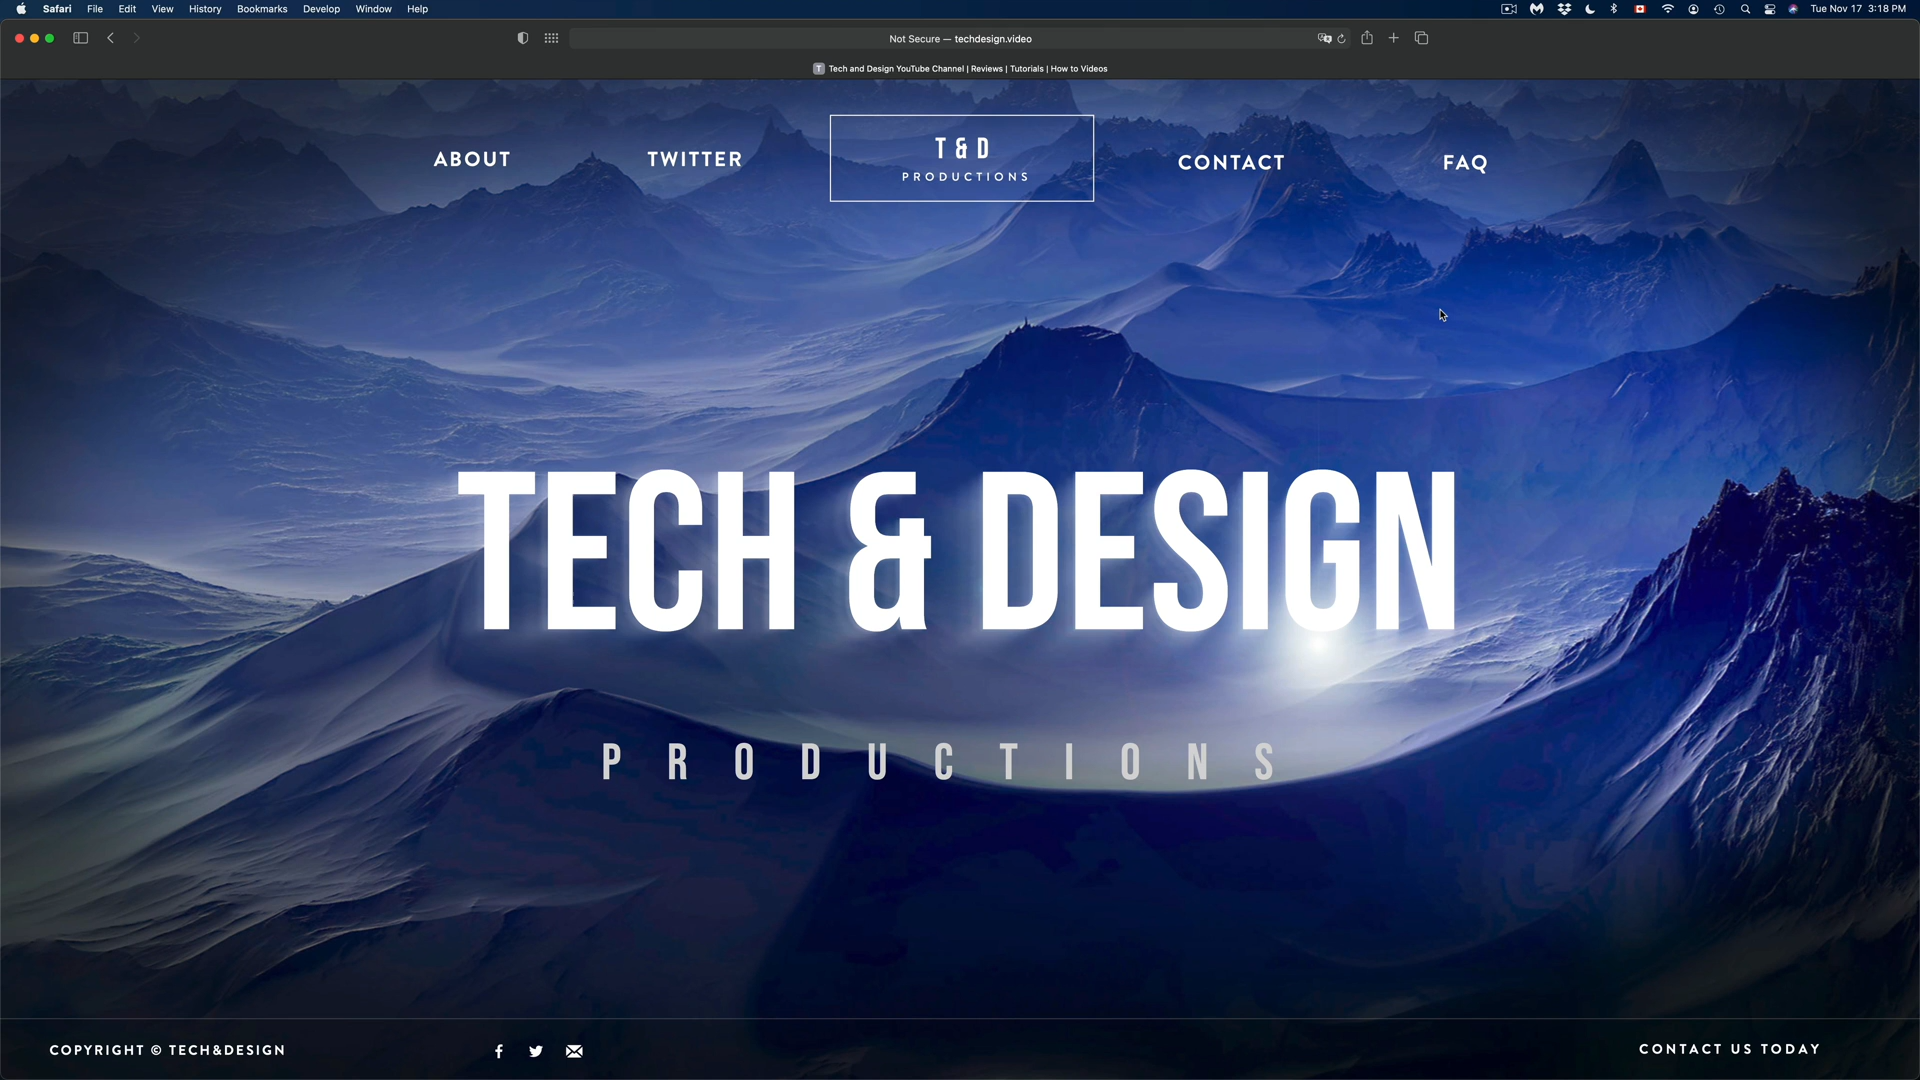 Safari File Edit View History Bookmarks Develop Window Help Tue Nov 17 3:18 PM
Not Secure — techdesign.video
T Tech and Design YouTube Channel | Reviews | Tutorials | How to Videos
ABOUT TWITTER T & D CONTACT FAQ
PRODUCTIONS
TECH & DESIGN
PRODUCTIONS
COPYRIGHT © TECH&DESIGN CONTACT US TODAY